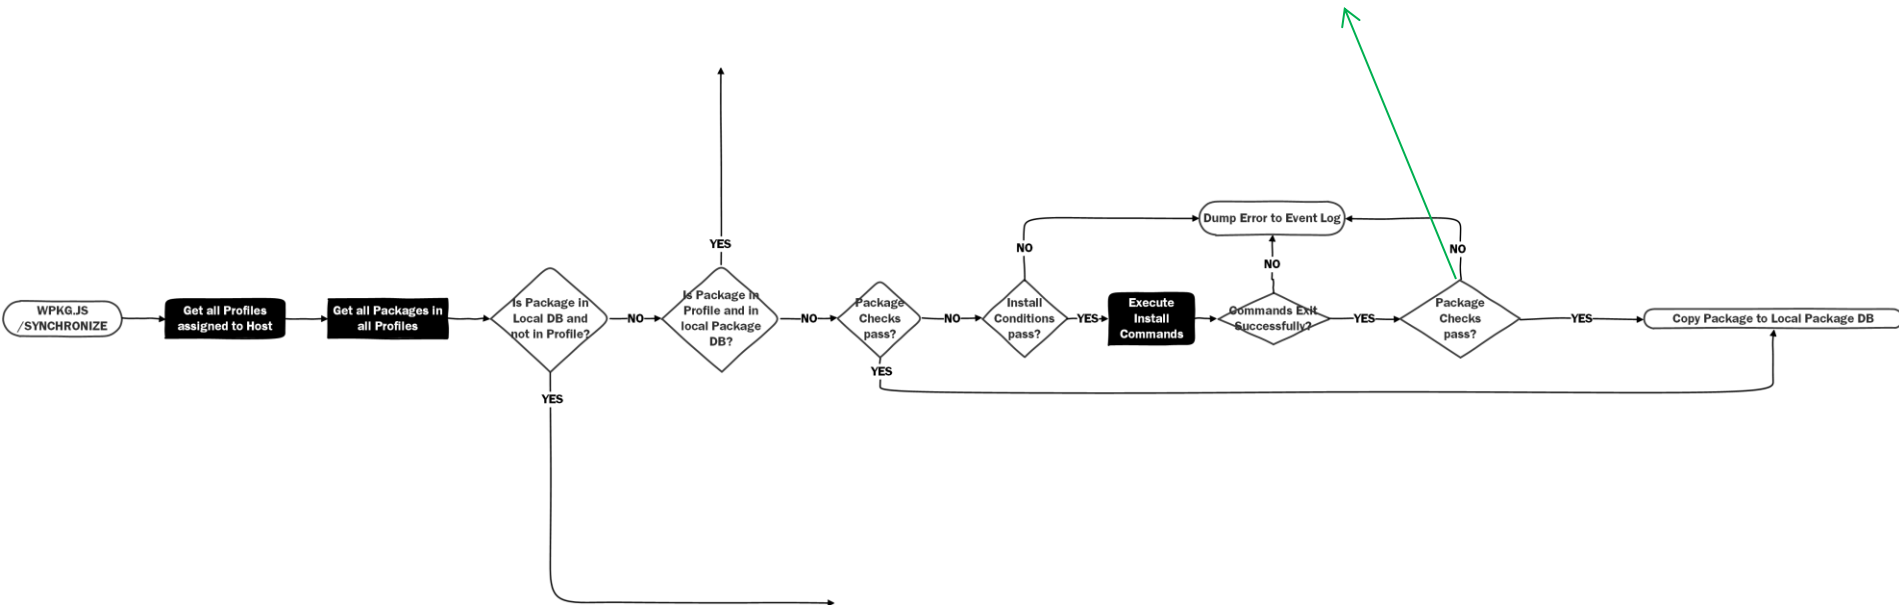 WPKG.JS
/SYNCHRONIZE
Get all Profiles
assigned to Host
Get all Packages in
all Profiles
Is Package in
Local DB and
not in Profile?
YES
NO
Is Package in
Profile and in
local Package
DB?
YES
NO
Package
Checks
pass?
YES
NO
Install
Conditions
pass?
NO
YES
Execute
Install
Commands
Commands Exit
Successfully?
NO
Dump Error to Event Log
YES
Package
Checks
pass?
NO
YES
Copy Package to Local Package DB